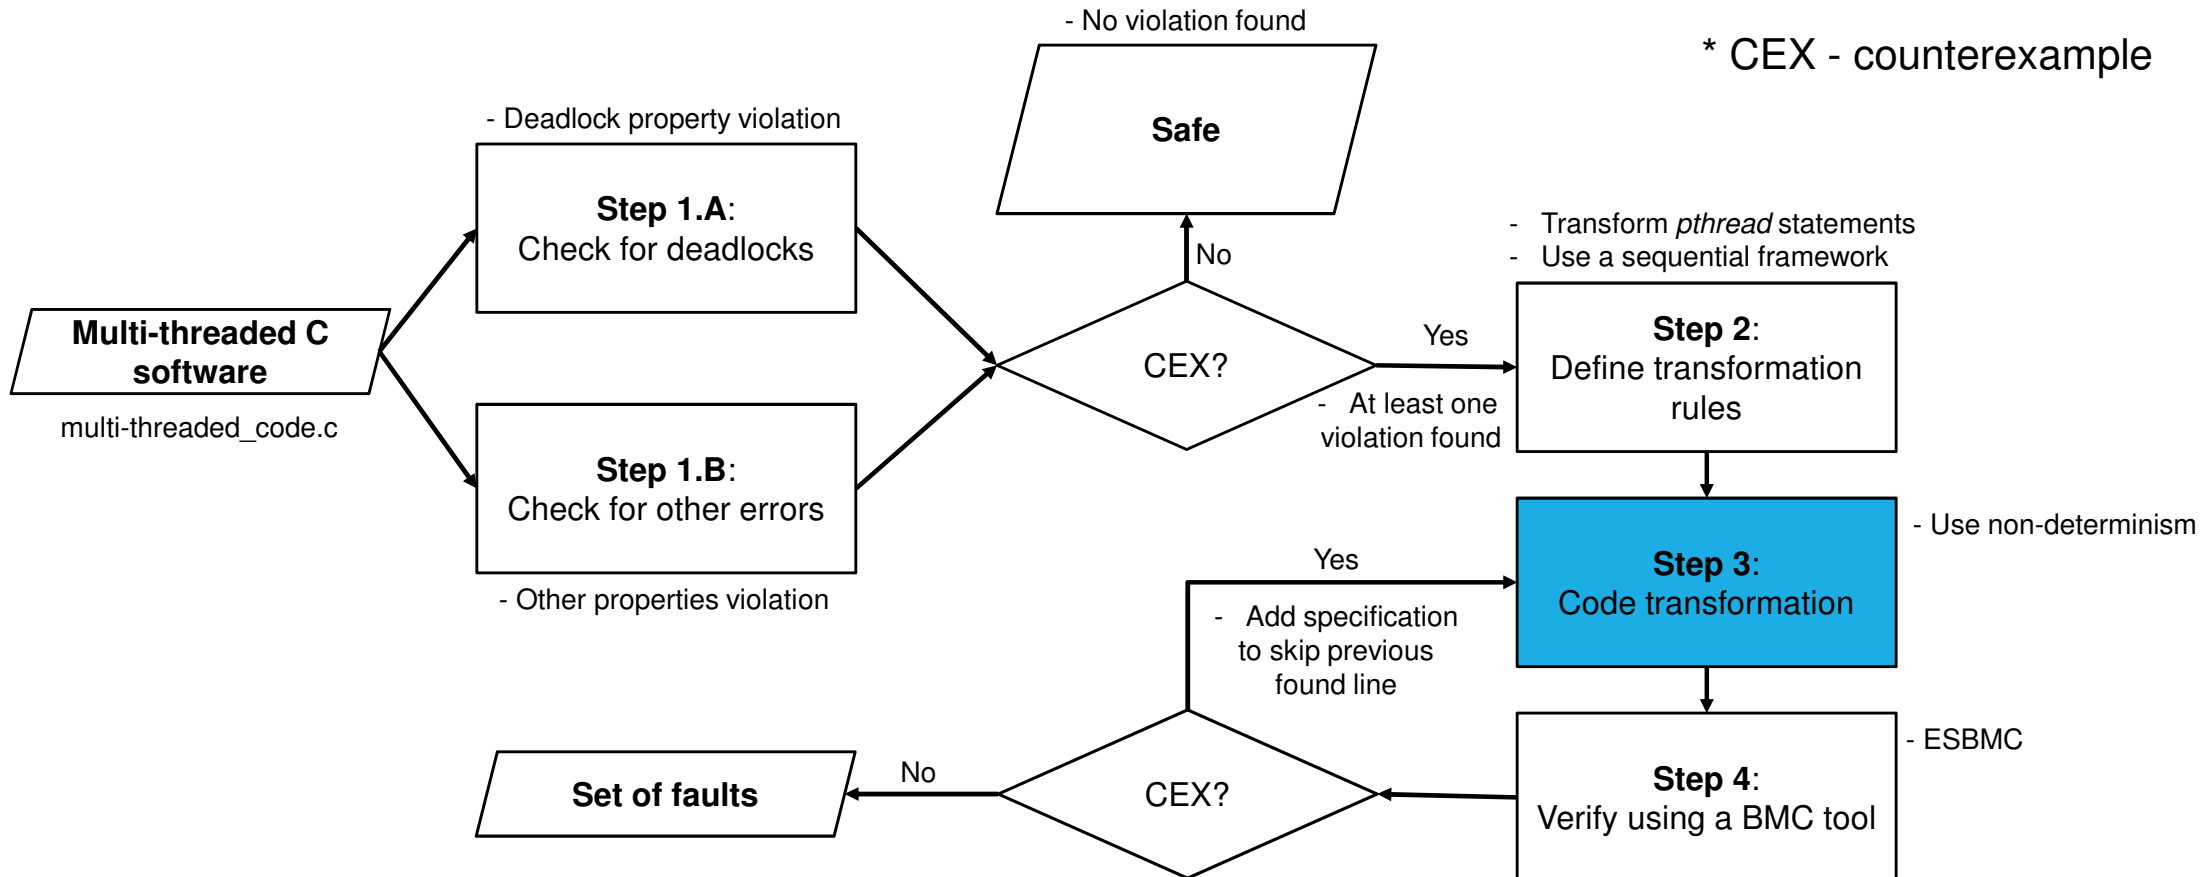 - No violation found
* CEX - counterexample
Safe
- Deadlock property violation
Step 1.A:
Check for deadlocks
No
- Transform pthread statements
- Use a sequential framework
Multi-threaded C
software
multi-threaded_code.c
CEX?
Yes
- At least one
violation found
Step 2:
Define transformation
rules
Step 1.B:
Check for other errors
- Other properties violation
- Use non-determinism
Step 3:
Code transformation
Yes
- Add specification
to skip previous
found line
- ESBMC
Step 4:
Verify using a BMC tool
CEX?
No
Set of faults